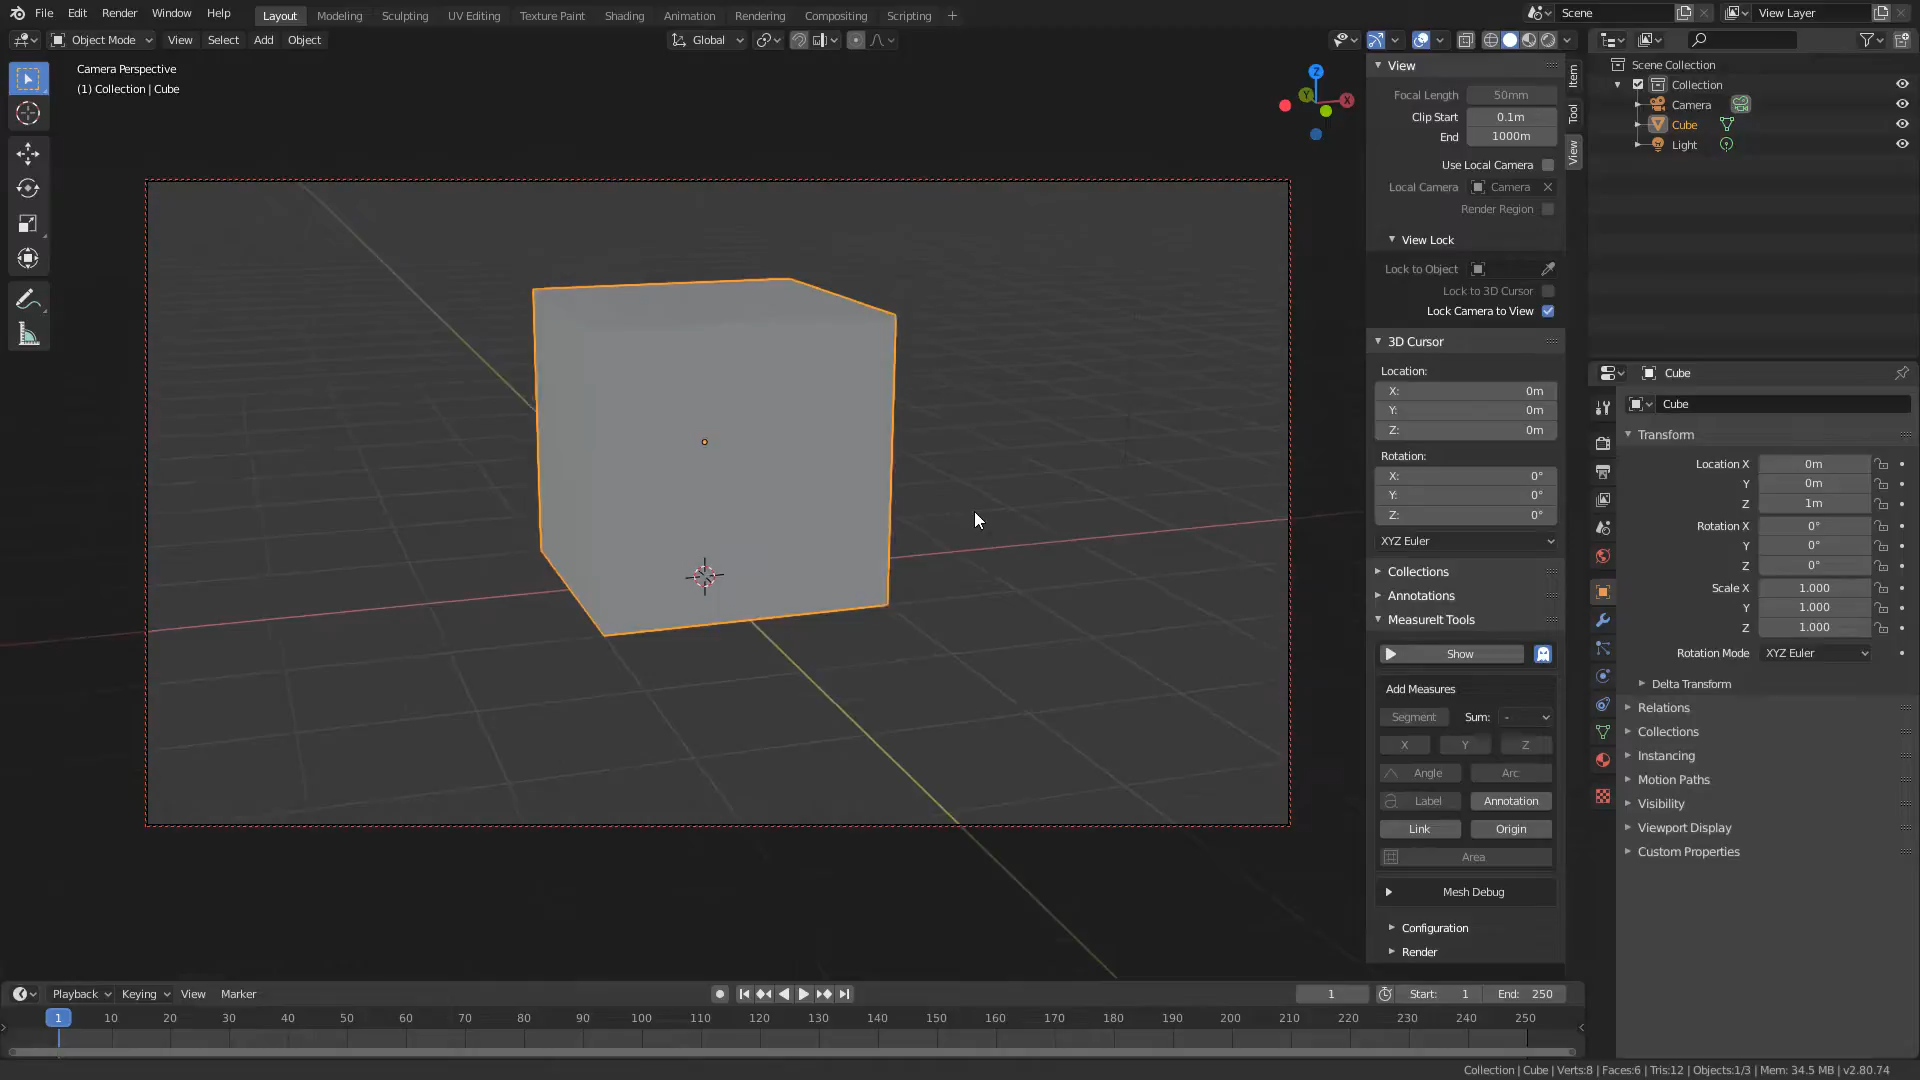 File Edit Render Window Help Layout Modeling Sculpting UV Editing Texture Paint Shading Animation Rendering Compositing Scripting + Scene View Layer
Object Mode View Select Add Object Global
Camera Perspective
(1) Collection | Cube
Z
Y
X
View
Focal Length 50mm
Clip Start 0.1m
End 1000m
Use Local Camera
Local Camera Camera
Render Region
View Lock
Lock to Object
Lock to 3D Cursor
Lock Camera to View
3D Cursor
Location:
X: 0m
Y: 0m
Z: 0m
Rotation:
X: 0°
Y: 0°
Z: 0°
XYZ Euler
Collections
Annotations
MeasureIt Tools
Show
Add Measures
Segment Sum: -
X Y Z
Angle Arc
Label Annotation
Link Origin
Area
Mesh Debug
Configuration
Render
Item
Tool
View
Scene Collection
Collection
Camera
Cube
Light
Cube
Cube
Transform
Location X 0m
Y 0m
Z 1m
Rotation X 0°
Y 0°
Z 0°
Scale X 1.000
Y 1.000
Z 1.000
Rotation Mode XYZ Euler
Delta Transform
Relations
Collections
Instancing
Motion Paths
Visibility
Viewport Display
Custom Properties
Playback Keying View Marker 1 Start: 1 End: 250
1 10 20 30 40 50 60 70 80 90 100 110 120 130 140 150 160 170 180 190 200 210 220 230 240 250
Collection | Cube | Verts:8 | Faces:6 | Tris:12 | Objects:1/3 | Mem: 34.5 MB | v2.80.74